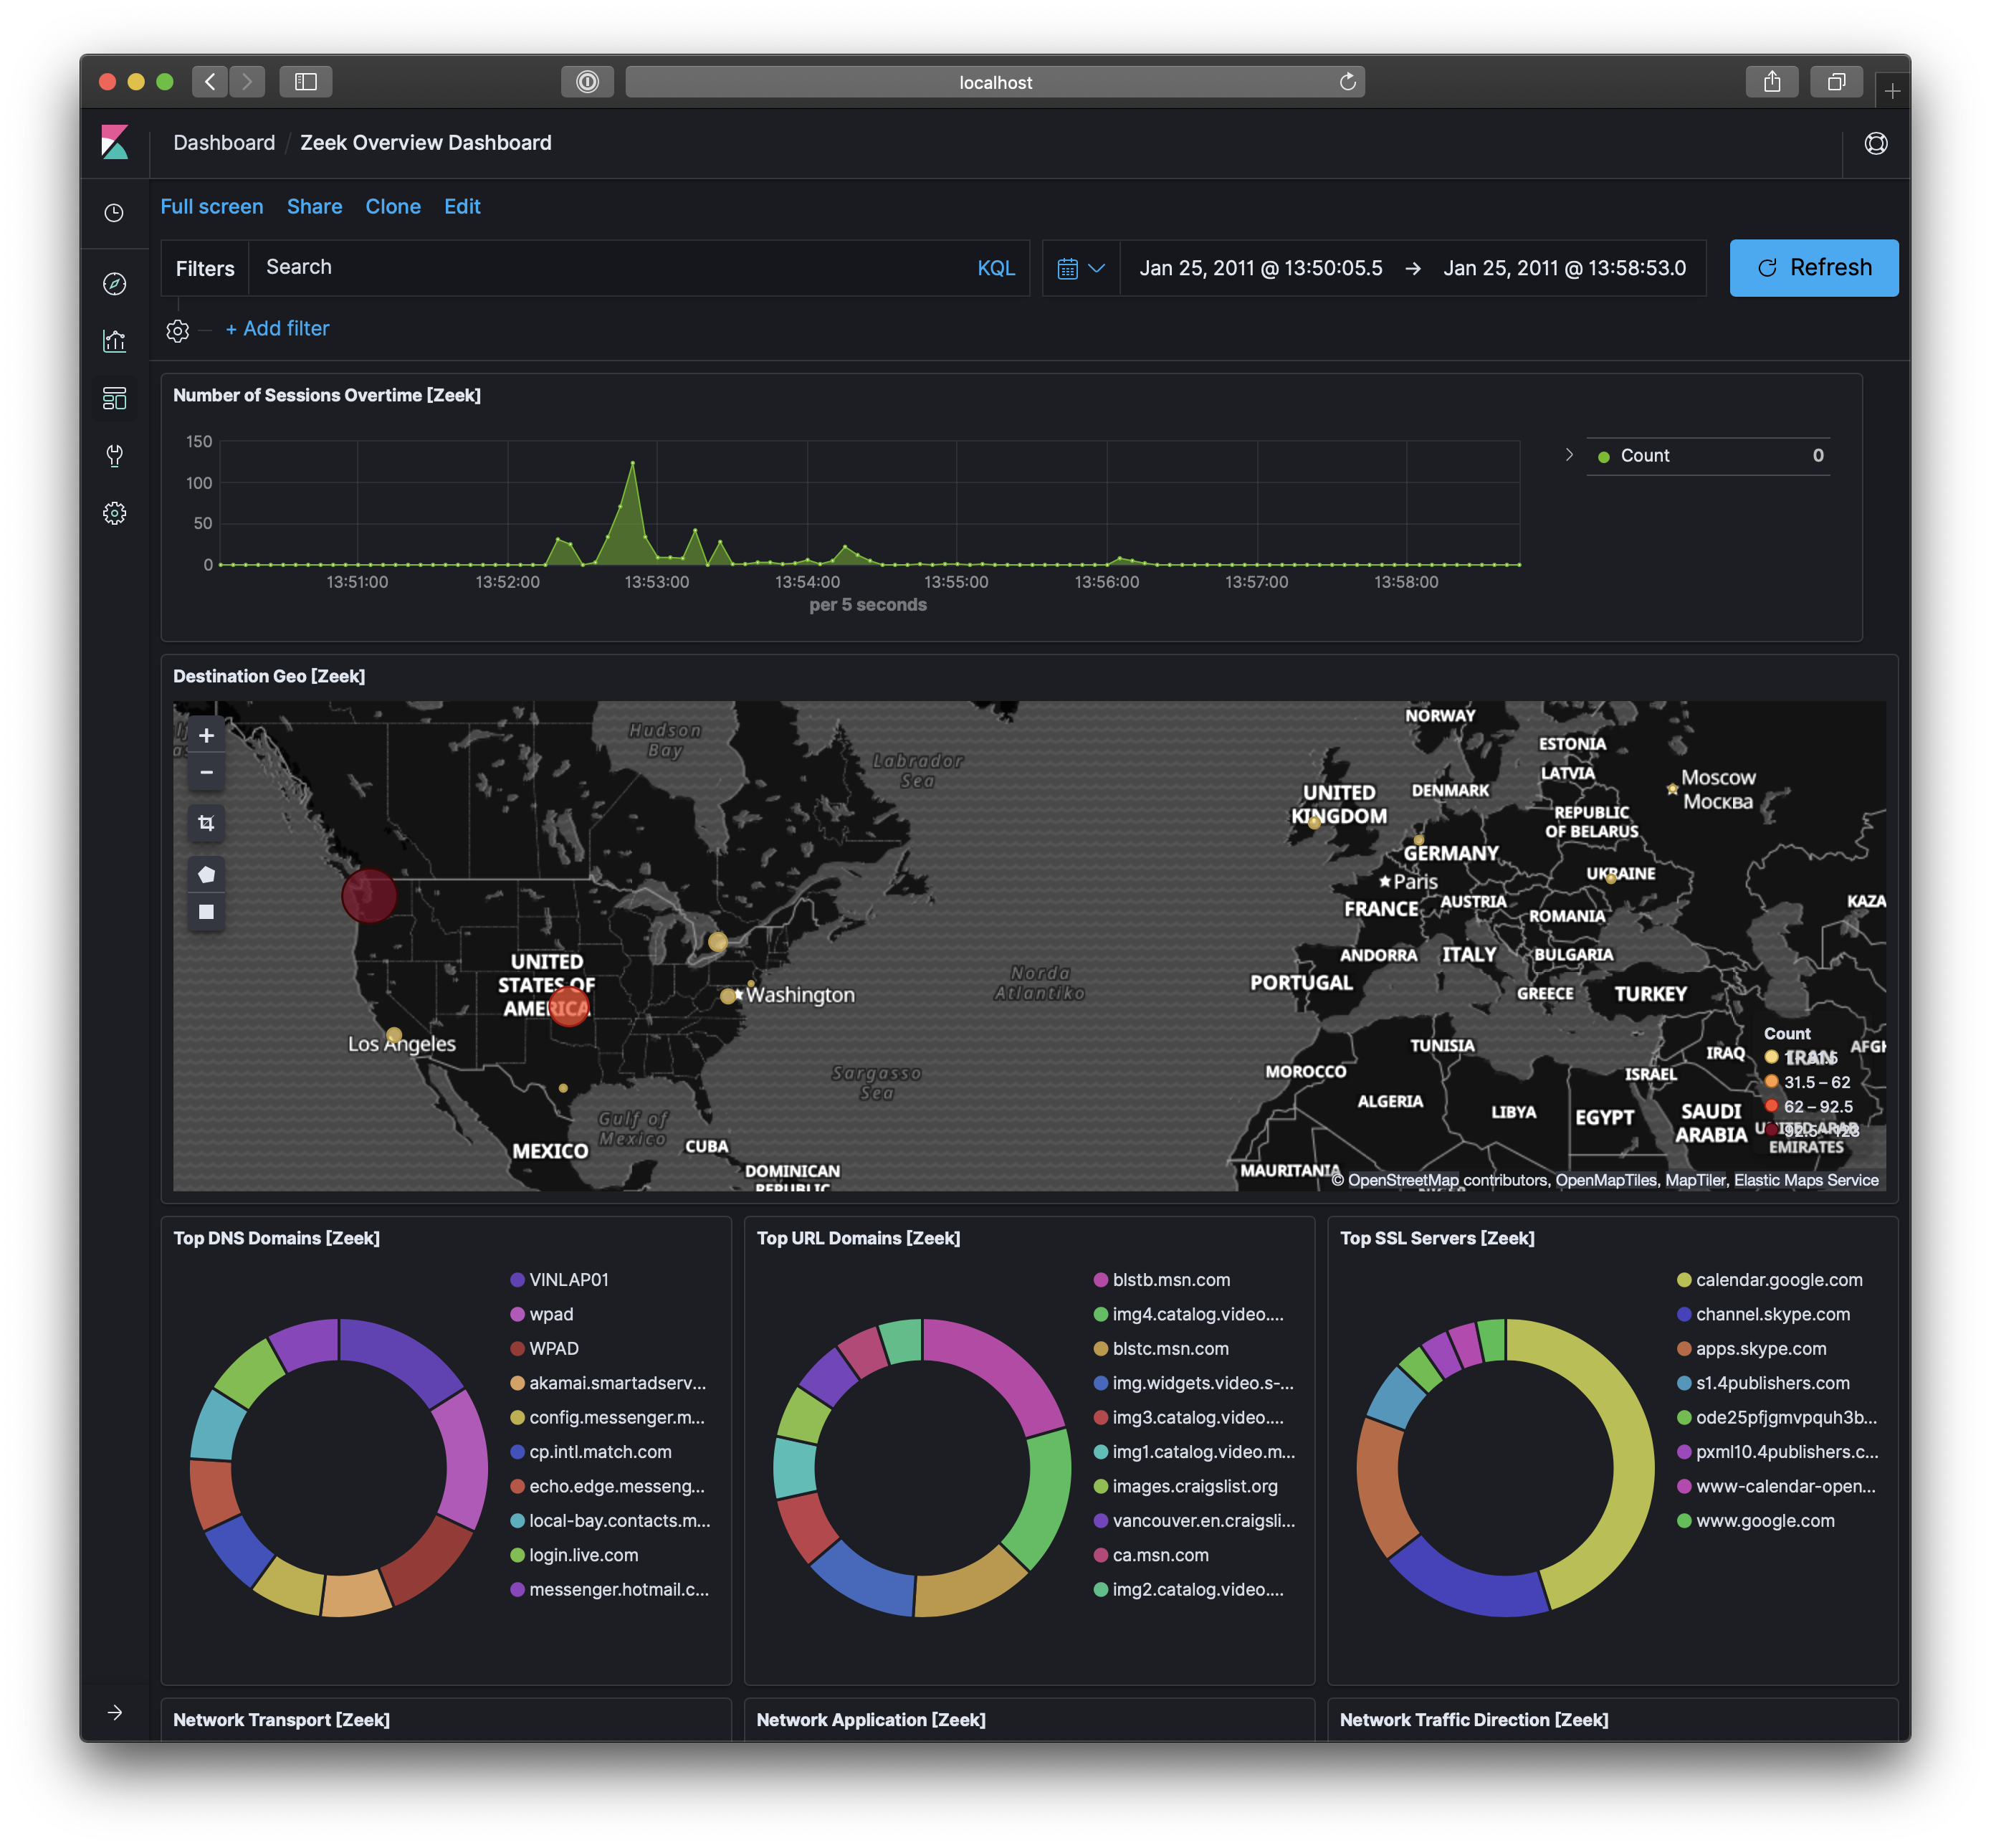 localhost
Dashboard / Zeek Overview Dashboard
Full screen Share Clone Edit
Filters Search KQL Jan 25, 2011 @ 13:50:05.5 → Jan 25, 2011 @ 13:58:53.0 Refresh
+ Add filter
Number of Sessions Overtime [Zeek]
150
100
50
0
13:51:00 13:52:00 13:53:00 13:54:00 13:55:00 13:56:00 13:57:00 13:58:00
per 5 seconds
Count 0
Destination Geo [Zeek]
Hudson
Bay
Labrador
Sea
NORWAY
ESTONIA
LATVIA
Moscow
Москва
UNITED
KINGDOM
DENMARK
REPUBLIC
OF BELARUS
GERMANY
UKRAINE
Paris
FRANCE
AUSTRIA
ROMANIA
KAZA
ANDORRA
ITALY
BULGARIA
PORTUGAL
GREECE
TURKEY
UNITED
STATES OF
AMERICA
Washington
Los Angeles
Norda
Atlantiko
Sargasso
Sea
Gulf of
Mexico
MEXICO
CUBA
DOMINICAN
REPUBLIC
TUNISIA
MOROCCO
ALGERIA
LIBYA
EGYPT
ISRAEL
IRAQ
IRAN
AFGH
SAUDI
ARABIA
UNITED ARAB
EMIRATES
MAURITANIA
Count
31.5 – 62
62 – 92.5
92.5 – 123
© OpenStreetMap contributors, OpenMapTiles, MapTiler, Elastic Maps Service
Top DNS Domains [Zeek]
VINLAP01
wpad
WPAD
akamai.smartadserv...
config.messenger.m...
cp.intl.match.com
echo.edge.messeng...
local-bay.contacts.m...
login.live.com
messenger.hotmail.c...
Top URL Domains [Zeek]
blstb.msn.com
img4.catalog.video....
blstc.msn.com
img.widgets.video.s-...
img3.catalog.video....
img1.catalog.video.m...
images.craigslist.org
vancouver.en.craigsli...
ca.msn.com
img2.catalog.video....
Top SSL Servers [Zeek]
calendar.google.com
channel.skype.com
apps.skype.com
s1.4publishers.com
ode25pfjgmvpquh3b...
pxml10.4publishers.c...
www-calendar-open...
www.google.com
Network Transport [Zeek]
Network Application [Zeek]
Network Traffic Direction [Zeek]